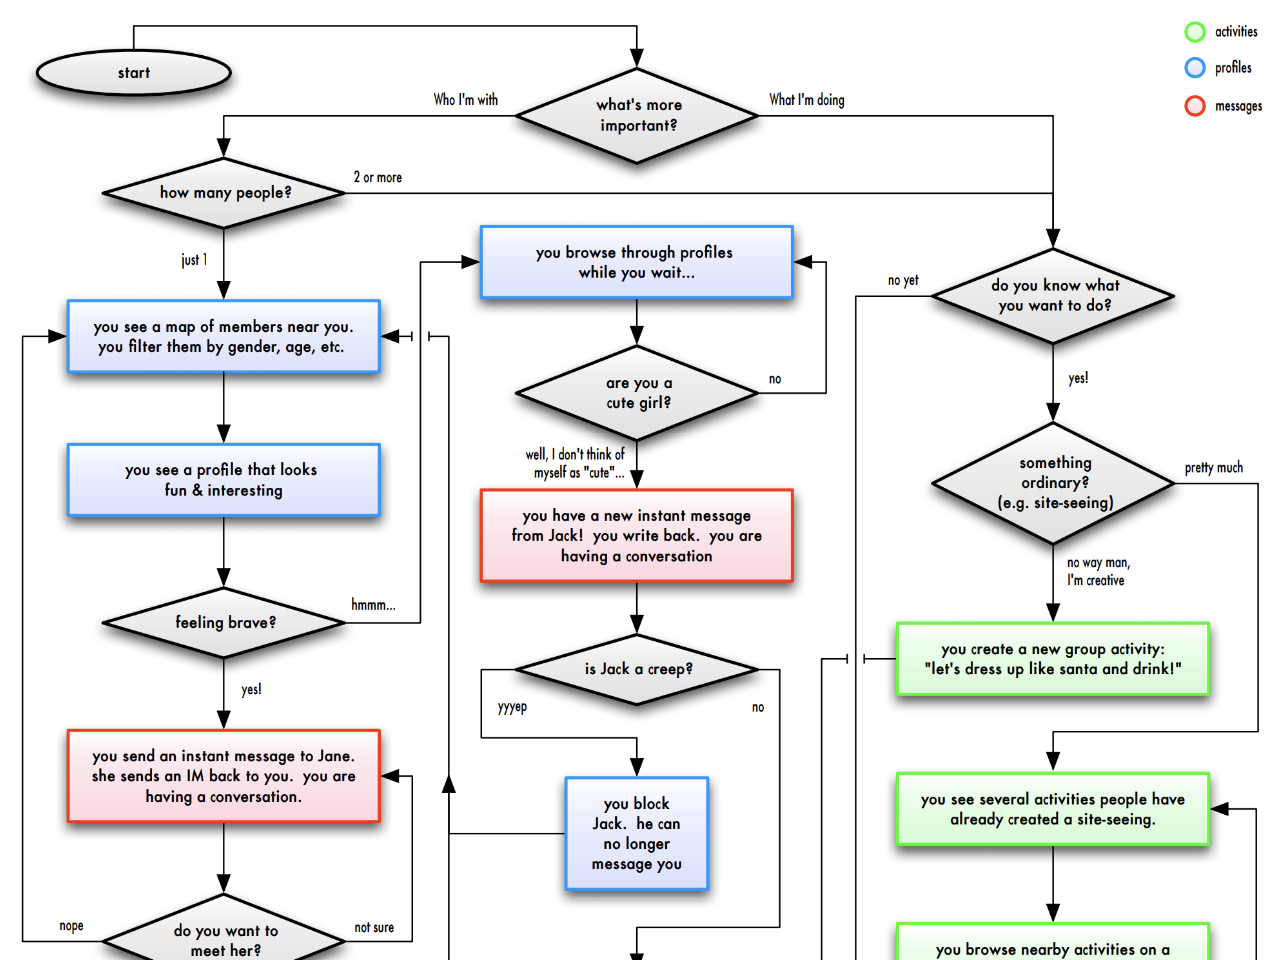 start
what's more
important?
Who I'm with
What I'm doing
activities
profiles
messages
how many people?
2 or more
just 1
you browse through profiles
while you wait...
no yet
do you know what
you want to do?
you see a map of members near you.
you filter them by gender, age, etc.
are you a
cute girl?
no
yes!
well, I don't think of
myself as "cute"...
something
ordinary?
(e.g. site-seeing)
pretty much
you see a profile that looks
fun & interesting
you have a new instant message
from Jack!  you write back.  you are
having a conversation
no way man,
I'm creative
feeling brave?
hmmm...
yes!
is Jack a creep?
yyyep
no
you create a new group activity:
"let's dress up like santa and drink!"
you send an instant message to Jane.
she sends an IM back to you.  you are
having a conversation.
you block
Jack.  he can
no longer
message you
you see several activities people have
already created a site-seeing.
nope
do you want to
meet her?
not sure
you browse nearby activities on a